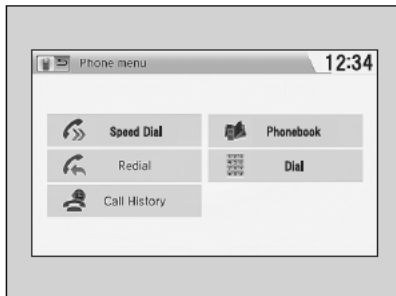 Phone menu
12:34
Speed Dial
Phonebook
Redial
Dial
Call History